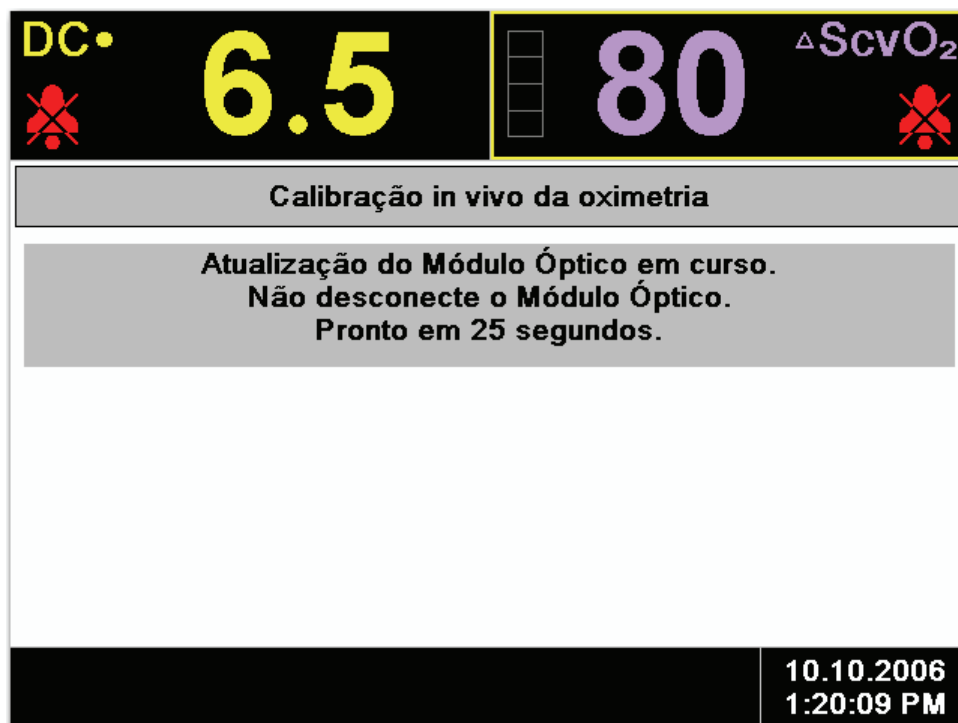 DC•
6.5
80
△ScvO₂
Calibração in vivo da oximetria
Atualização do Módulo Óptico em curso.
Não desconecte o Módulo Óptico.
Pronto em 25 segundos.
10.10.2006
1:20:09 PM